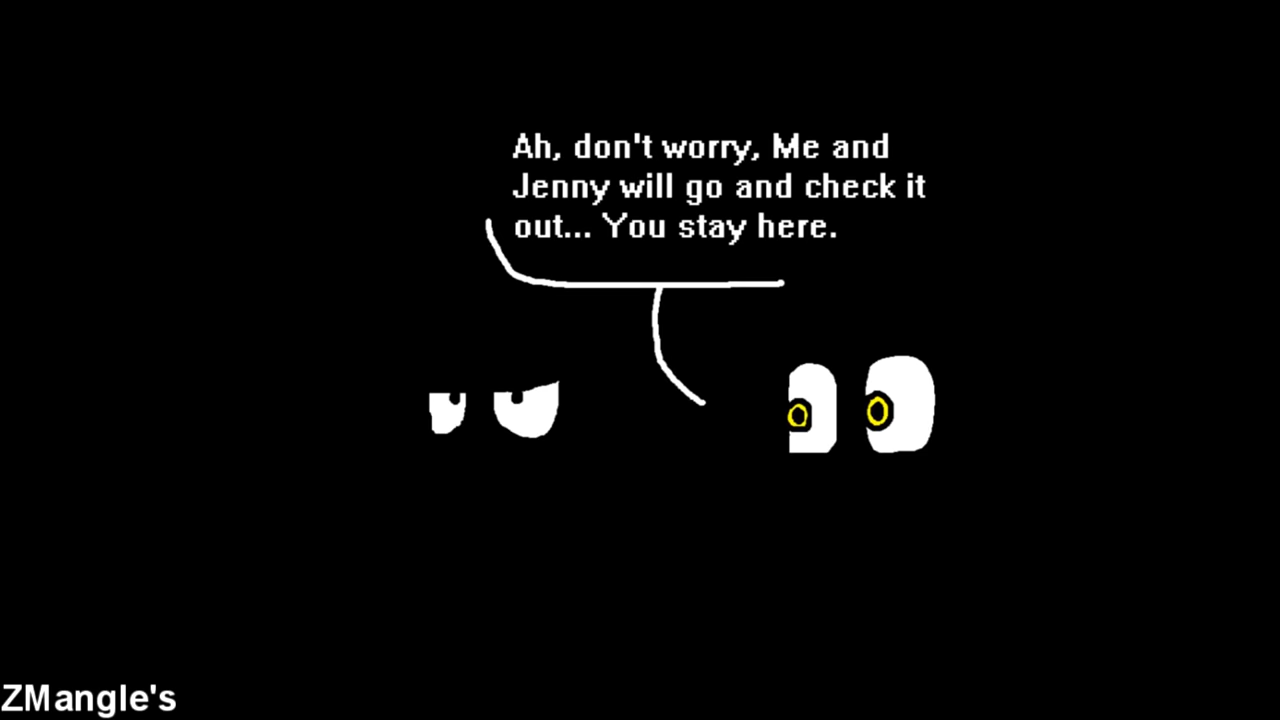 Ah, don't worry, Me and
Jenny will go and check it
out... You stay here.
ZMangle's